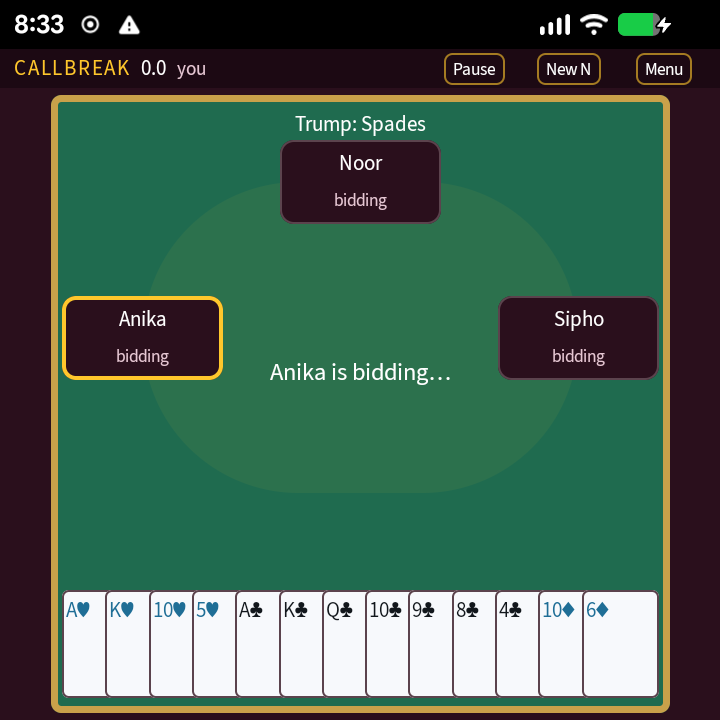 8:33
CALLBREAK 0.0 you Pause New N Menu
Trump: Spades
Noor
bidding
Anika
bidding
Sipho
bidding
Anika is bidding...
A♥ K♥ 10♥ 5♥ A♣ K♣ Q♣ 10♣ 9♣ 8♣ 4♣ 10♦ 6♦